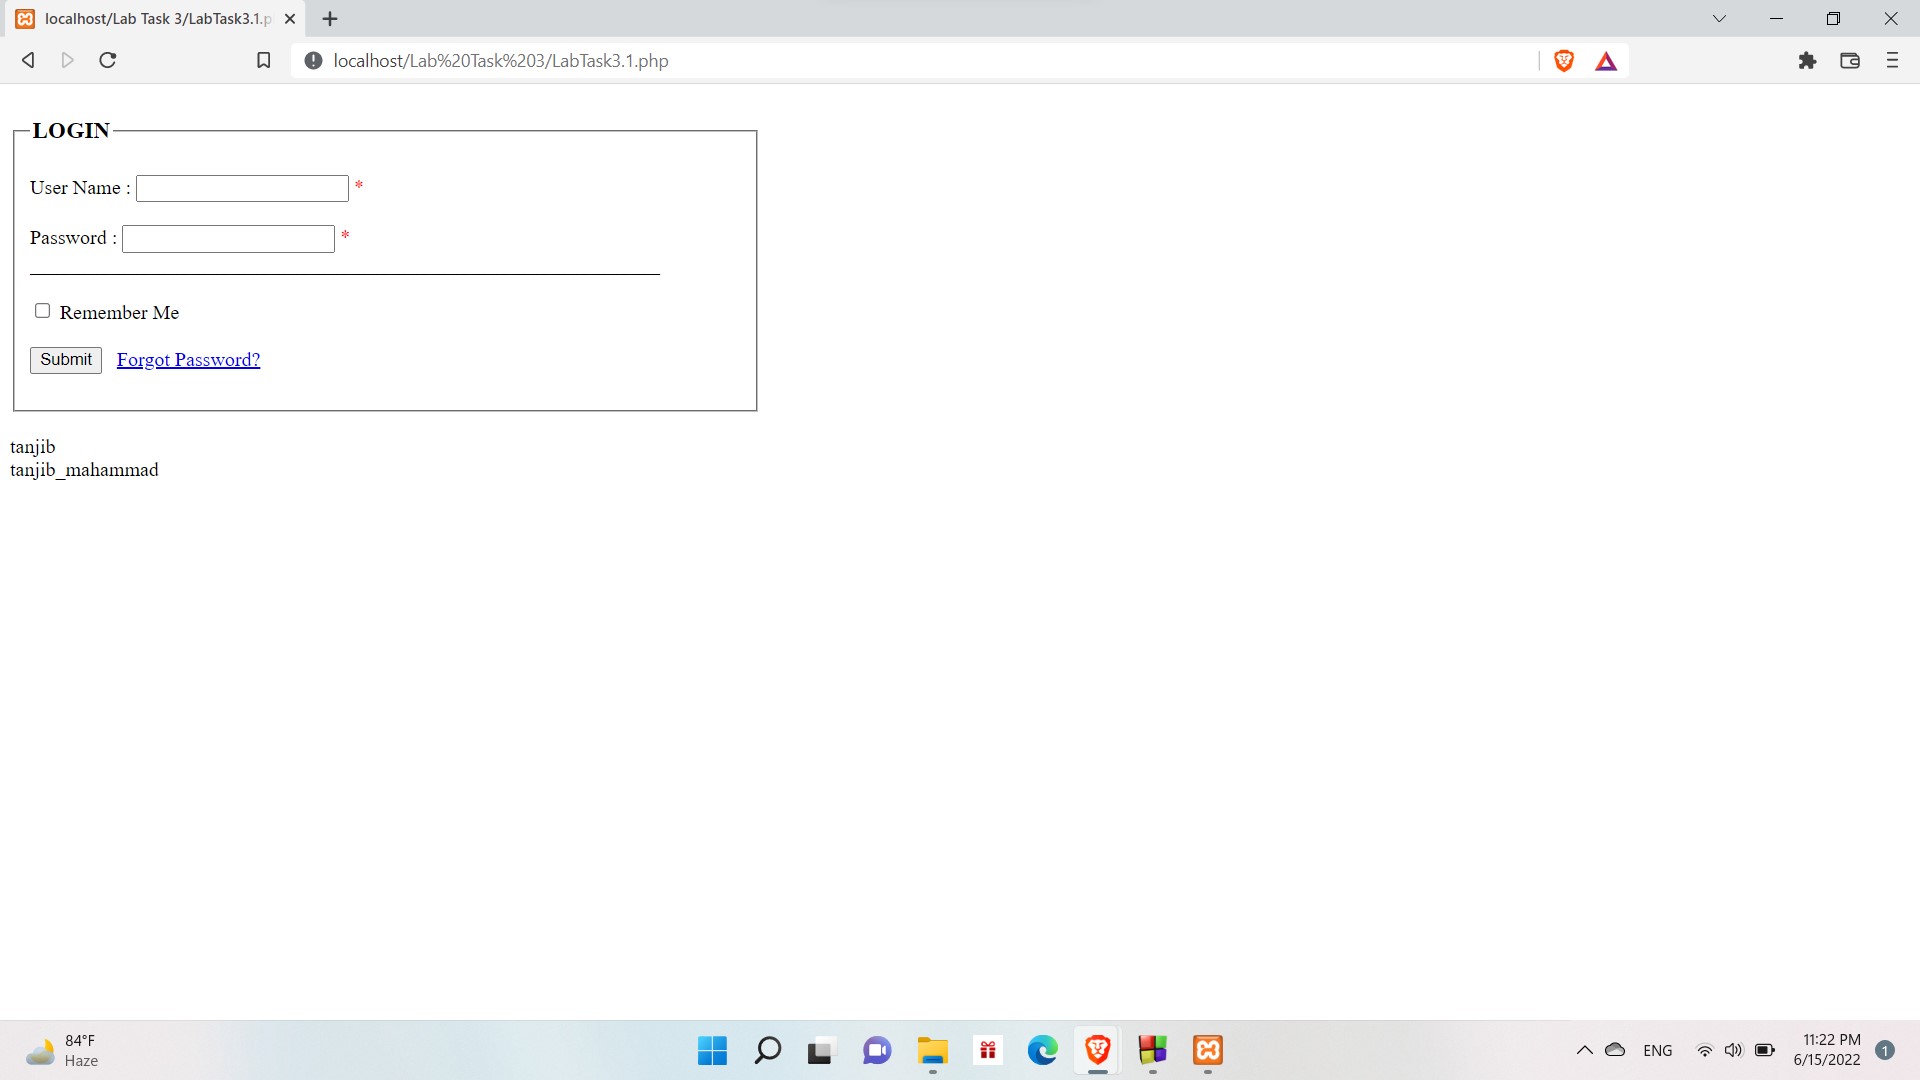 localhost/Lab Task 3/LabTask3.1.p
localhost/Lab%20Task%203/LabTask3.1.php
LOGIN
User Name : *
Password : *
Remember Me
Submit Forgot Password?
tanjib
tanjib_mahammad
84°F
Haze
ENG
11:22 PM
6/15/2022
1